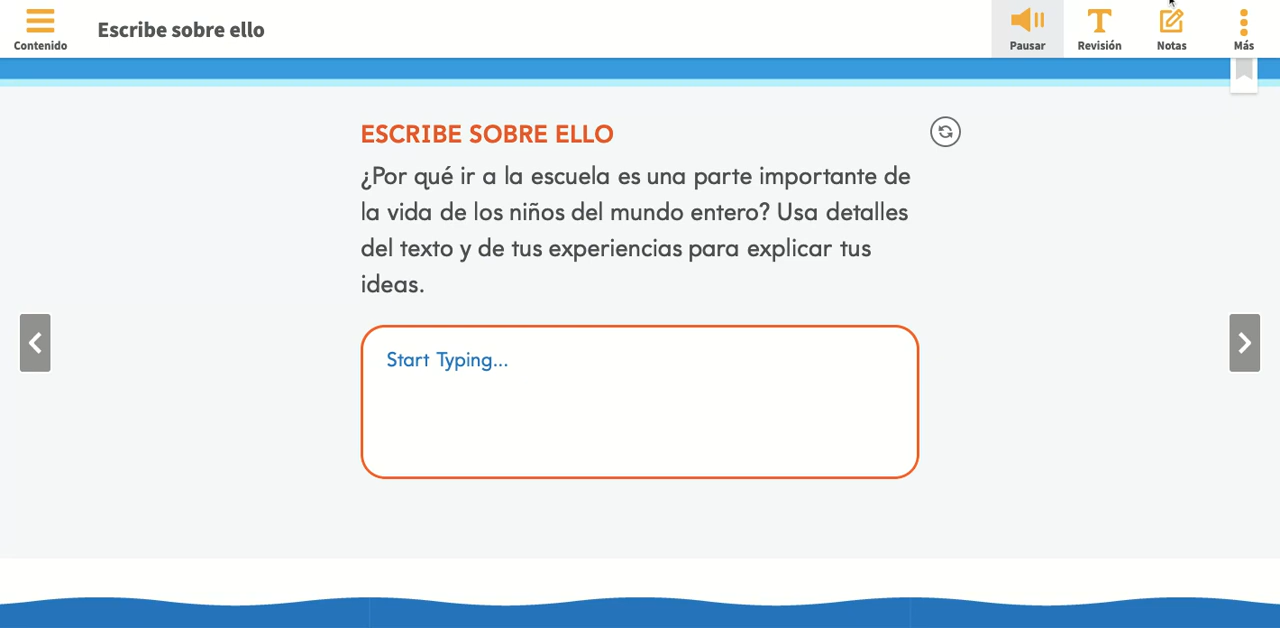 Contenido
Escribe sobre ello
Pausar
Revisión
Notas
Más
ESCRIBE SOBRE ELLO
¿Por qué ir a la escuela es una parte importante de
la vida de los niños del mundo entero? Usa detalles
del texto y de tus experiencias para explicar tus
ideas.
Start Typing...